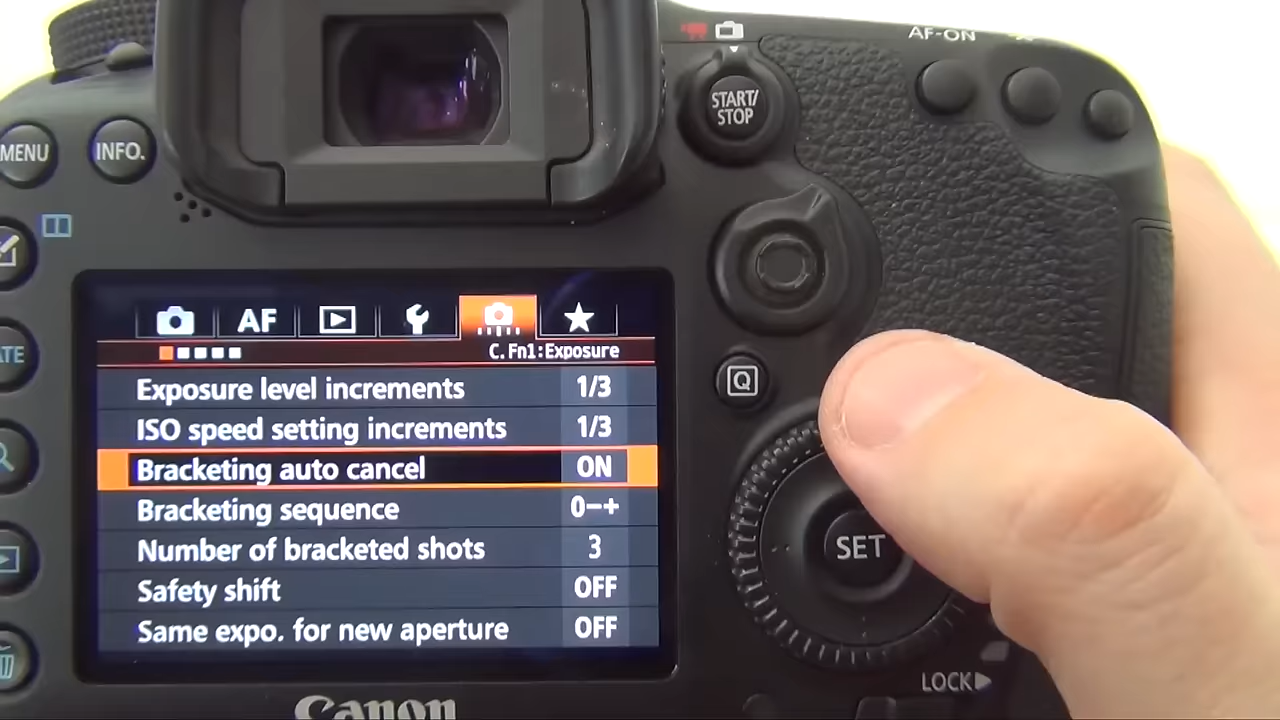 AF-ON
START/
STOP
MENU
INFO.
AF
C.Fn1:Exposure
Exposure level increments 1/3
ISO speed setting increments 1/3
Bracketing auto cancel ON
Bracketing sequence 0−+
Number of bracketed shots 3
Safety shift OFF
Same expo. for new aperture OFF
ATE
Q
SET
LOCK▶
Canon